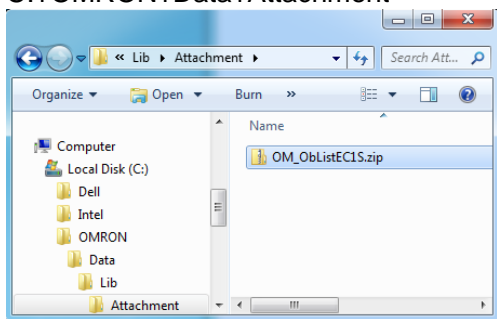 C:\OMRON\Data\Attachment
« Lib Attachment
Search Att...
Organize Open Burn »
Name
Computer
OM_ObListEC1S.zip
Local Disk (C:)
Dell
Intel
OMRON
Data
Lib
Attachment